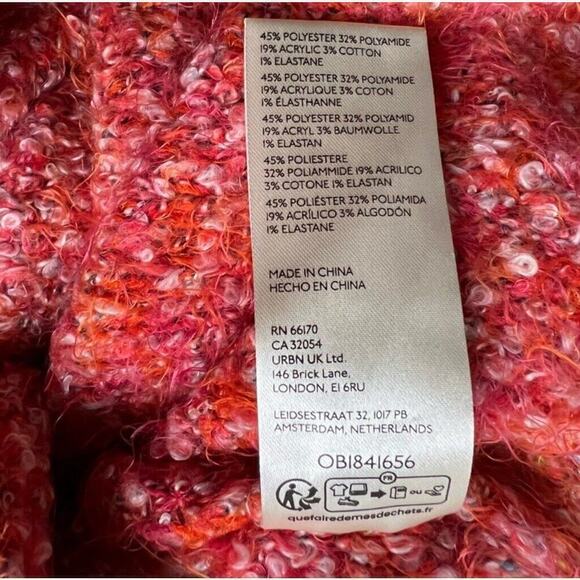 45% POLYESTER 32% POLYAMIDE
19% ACRYLIC 3% COTTON
1% ELASTANE
45% POLYESTER 32% POLYAMIDE
19% ACRYLIQUE 3% COTON
1% ÉLASTHANNE
45% POLYESTER 32% POLYAMID
19% ACRYL 3% BAUMWOLLE
1% ELASTAN
45% POLIESTERE
32% POLIAMMIDE 19% ACRILICO
3% COTONE 1% ELASTAN
45% POLIÉSTER 32% POLIAMIDA
19% ACRÍLICO 3% ALGODÓN
1% ELASTANE
MADE IN CHINA
HECHO EN CHINA
RN 66170
CA 32054
URBN UK Ltd.
146 Brick Lane,
LONDON, E1 6RU
LEIDSESTRAAT 32, 1017 PB
AMSTERDAM, NETHERLANDS
OB1841656
FR
ou
quefairedemesdechets.fr